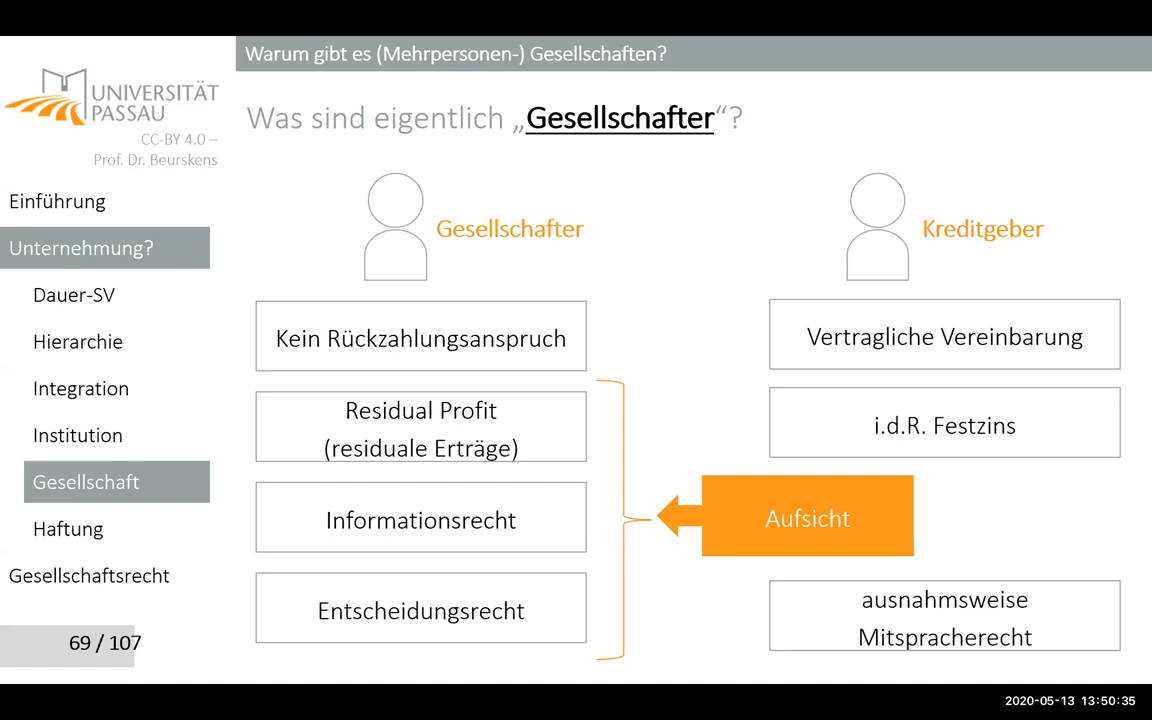 Warum gibt es (Mehrpersonen-) Gesellschaften?
UNIVERSITÄT
PASSAU
CC-BY 4.0 –
Prof. Dr. Beurskens
Einführung
Unternehmung?
Dauer-SV
Hierarchie
Integration
Institution
Gesellschaft
Haftung
Gesellschaftsrecht
69 / 107
Was sind eigentlich „Gesellschafter“?
Gesellschafter
Kein Rückzahlungsanspruch
Residual Profit
(residuale Erträge)
Informationsrecht
Entscheidungsrecht
Aufsicht
Kreditgeber
Vertragliche Vereinbarung
i.d.R. Festzins
ausnahmsweise
Mitspracherecht
2020-05-13 13:50:35